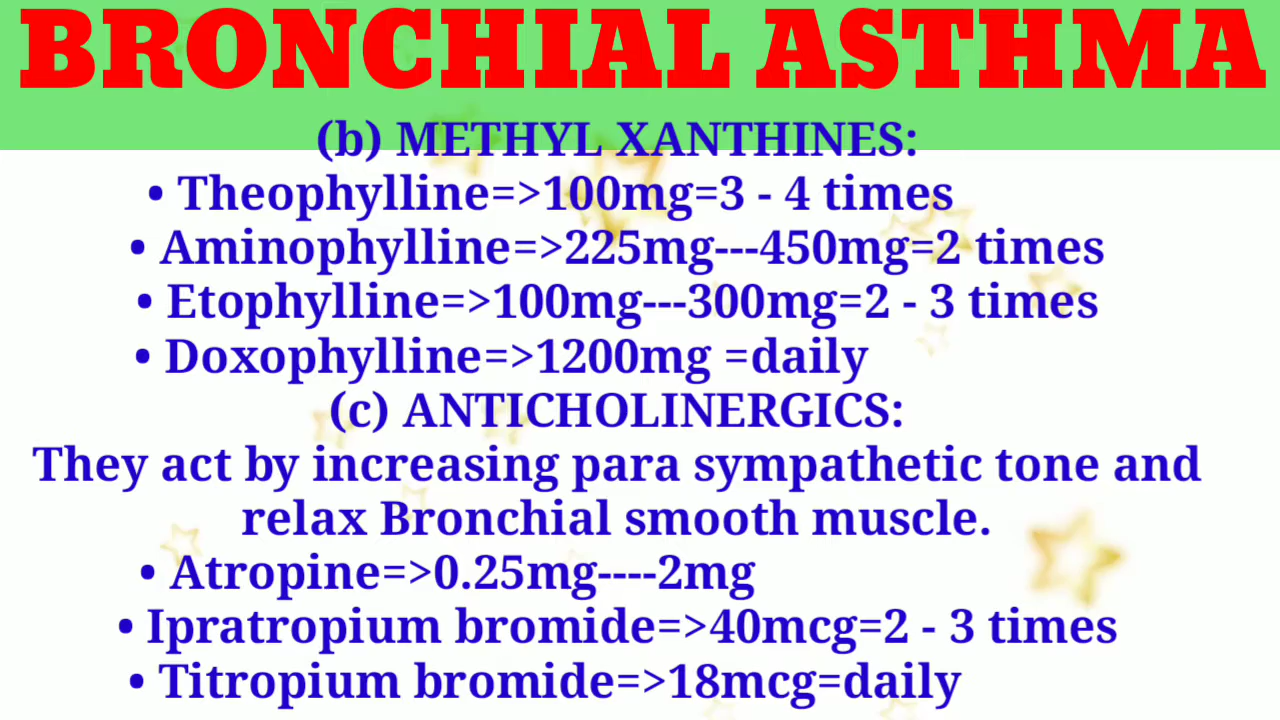 BRONCHIAL ASTHMA
(b) METHYL XANTHINES:
• Theophylline=>100mg=3 - 4 times
• Aminophylline=>225mg---450mg=2 times
• Etophylline=>100mg---300mg=2 - 3 times
• Doxophylline=>1200mg =daily
(c) ANTICHOLINERGICS:
They act by increasing para sympathetic tone and
relax Bronchial smooth muscle.
• Atropine=>0.25mg----2mg
• Ipratropium bromide=>40mcg=2 - 3 times
• Titropium bromide=>18mcg=daily